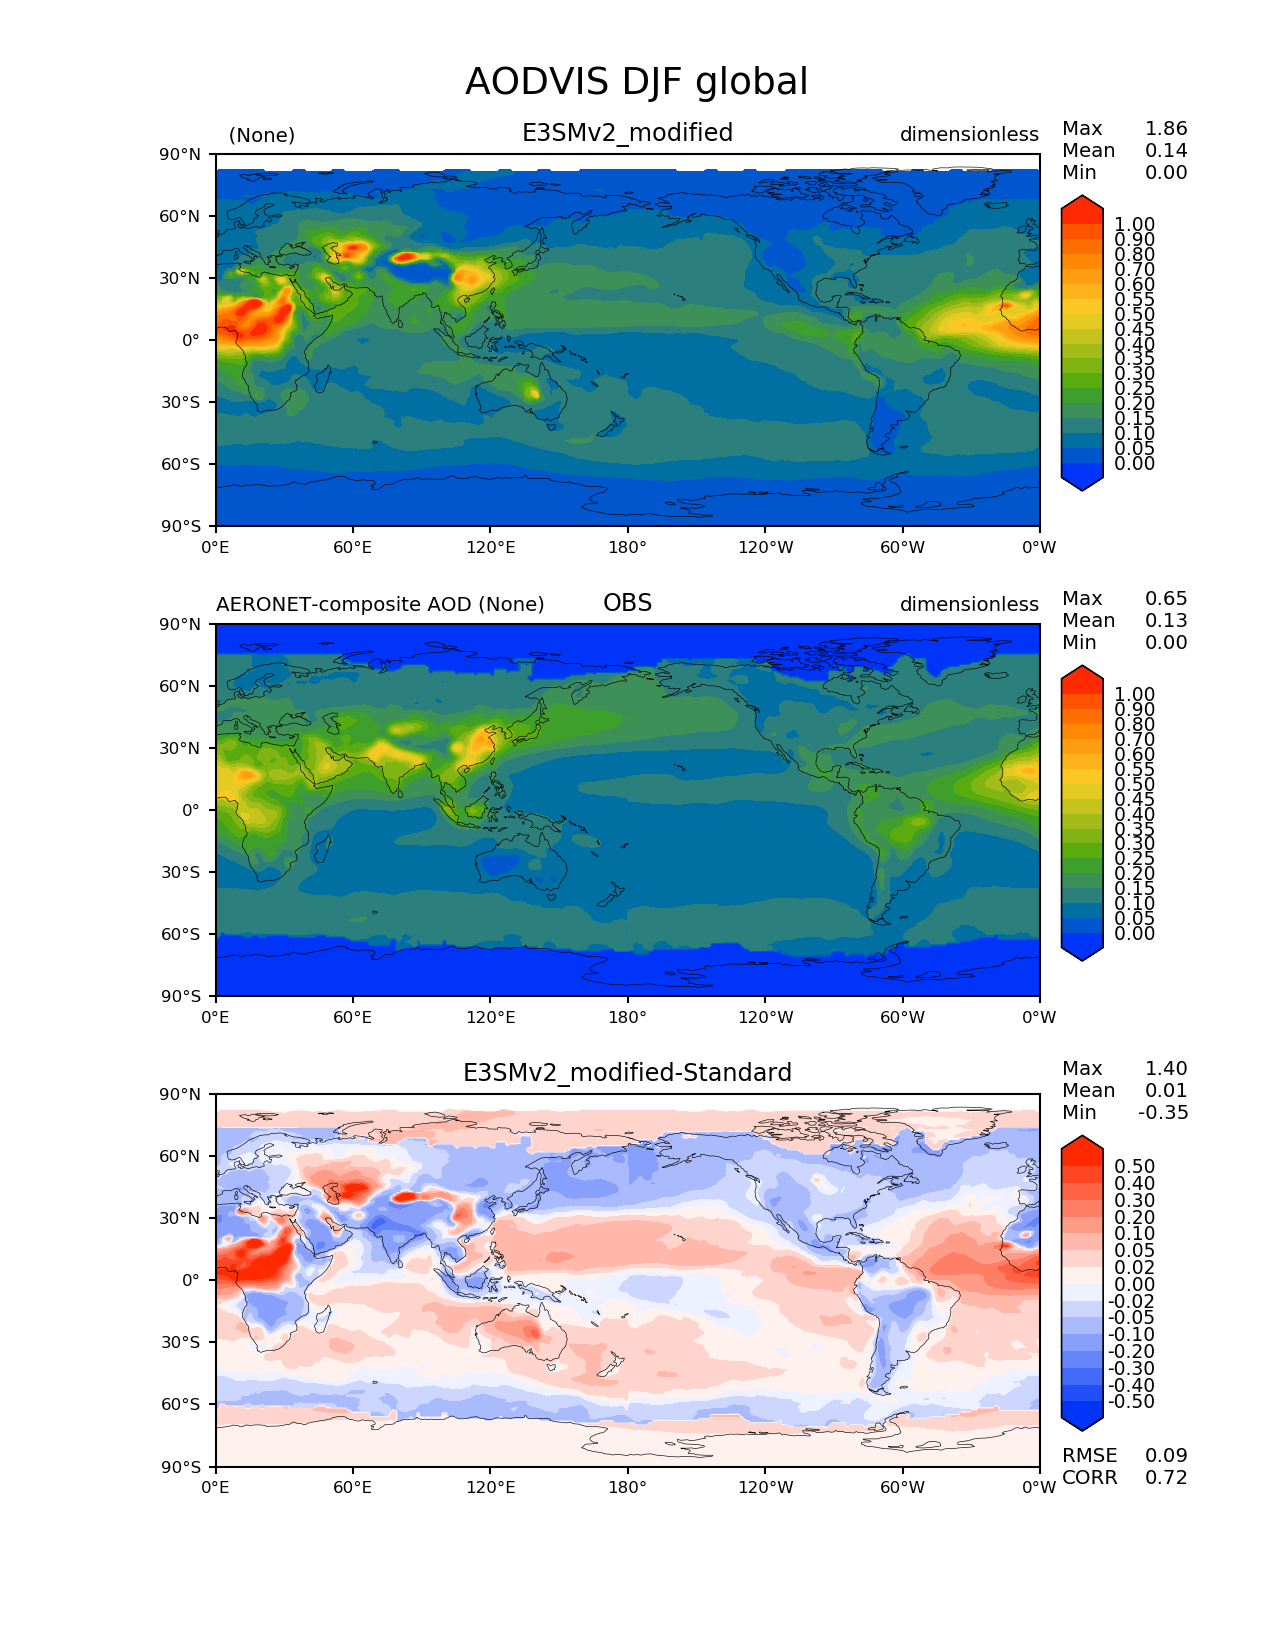 AODVIS DJF global
(None) E3SMv2_modified dimensionless
Max 1.86
Mean 0.14
Min 0.00
90°N
60°N
30°N
0°
30°S
60°S
90°S
0°E 60°E 120°E 180° 120°W 60°W 0°W
1.00
0.90
0.80
0.70
0.60
0.55
0.50
0.45
0.40
0.35
0.30
0.25
0.20
0.15
0.10
0.05
0.00
AERONET-composite AOD (None) OBS dimensionless
Max 0.65
Mean 0.13
Min 0.00
90°N
60°N
30°N
0°
30°S
60°S
90°S
0°E 60°E 120°E 180° 120°W 60°W 0°W
1.00
0.90
0.80
0.70
0.60
0.55
0.50
0.45
0.40
0.35
0.30
0.25
0.20
0.15
0.10
0.05
0.00
E3SMv2_modified-Standard
Max 1.40
Mean 0.01
Min -0.35
90°N
60°N
30°N
0°
30°S
60°S
90°S
0°E 60°E 120°E 180° 120°W 60°W 0°W
0.50
0.40
0.30
0.20
0.10
0.05
0.02
0.00
-0.02
-0.05
-0.10
-0.20
-0.30
-0.40
-0.50
RMSE 0.09
CORR 0.72